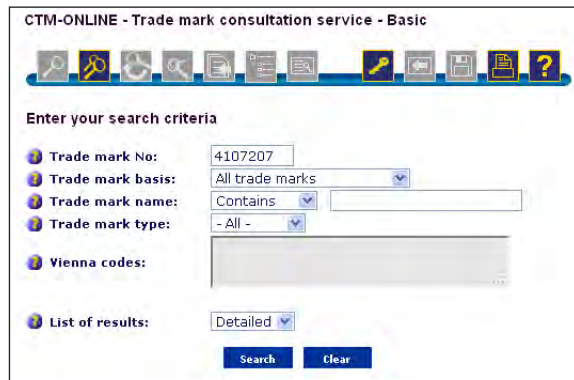 CTM-ONLINE - Trade mark consultation service - Basic
?
Enter your search criteria
Trade mark No: 4107207
Trade mark basis: All trade marks
Trade mark name: Contains
Trade mark type: - All -
Vienna codes:
List of results: Detailed
Search Clear